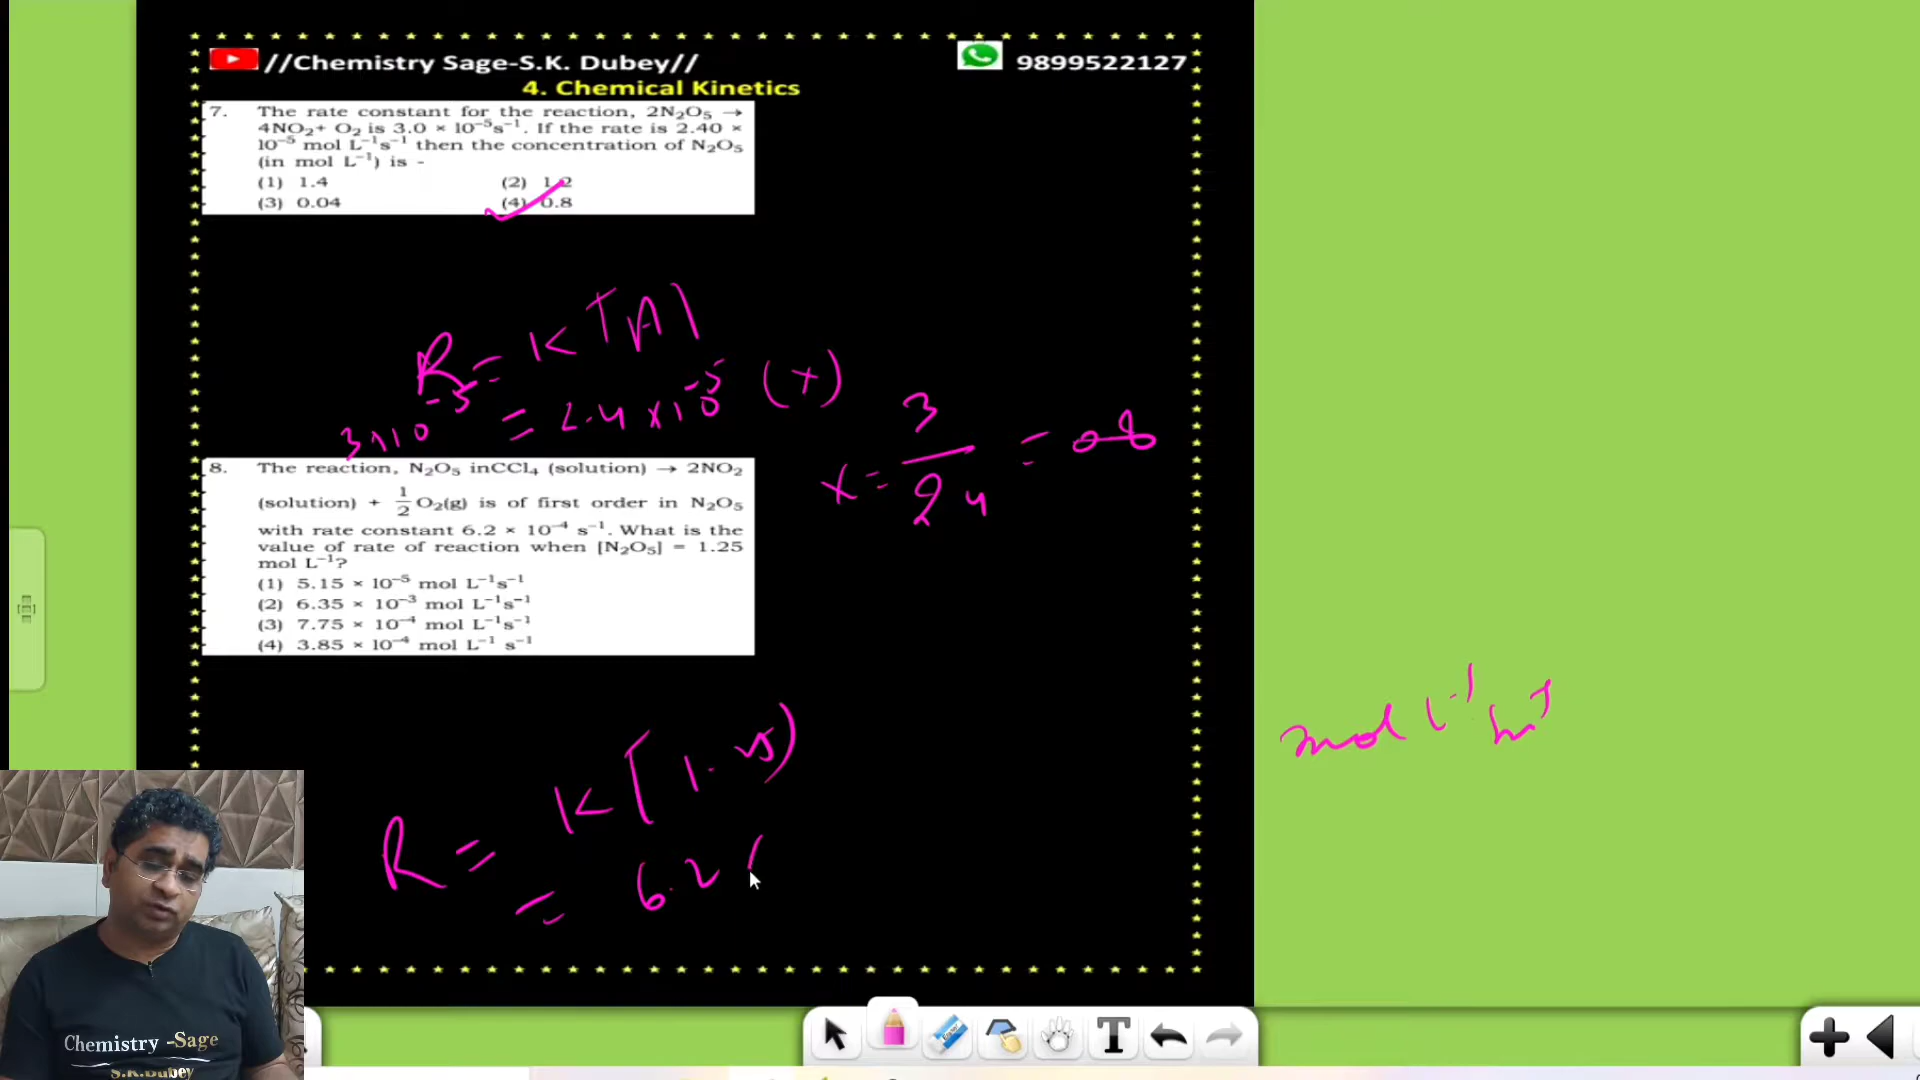 //Chemistry Sage-S.K. Dubey// 9899522127
4. Chemical Kinetics
7. The rate constant for the reaction, 2N₂O₅ →
4NO₂+ O₂ is 3.0 × 10⁻⁵s⁻¹. If the rate is 2.40 ×
10⁻⁵ mol L⁻¹s⁻¹ then the concentration of N₂O₅
(in mol L⁻¹) is -
(1) 1.4 (2) 1.2
(3) 0.04 (4) 0.8
R = K [A]
3×10⁻⁵ = 2.4×10⁻⁵ (x)
x = 3/24 = 0.8
8. The reaction, N₂O₅ inCCl₄ (solution) → 2NO₂
(solution) + 1/2 O₂(g) is of first order in N₂O₅
with rate constant 6.2 × 10⁻⁴ s⁻¹. What is the
value of rate of reaction when [N₂O₅] = 1.25
mol L⁻¹?
(1) 5.15 × 10⁻⁵ mol L⁻¹s⁻¹
(2) 6.35 × 10⁻³ mol L⁻¹s⁻¹
(3) 7.75 × 10⁻⁴ mol L⁻¹s⁻¹
(4) 3.85 × 10⁻⁴ mol L⁻¹ s⁻¹
mol L⁻¹
R = K [1.25)
= 6.2 (
Chemistry -Sage
S.K.Dubey
T